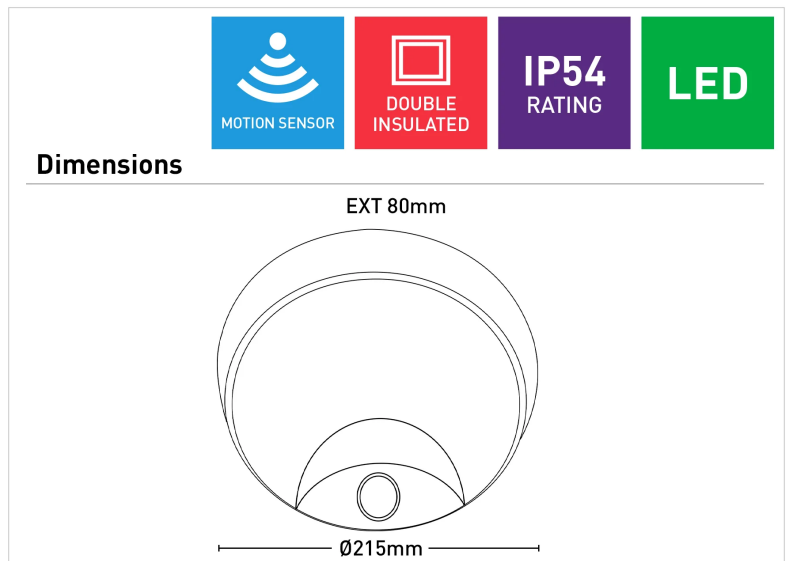 MOTION SENSOR
DOUBLE
INSULATED
IP54
RATING
LED
Dimensions
EXT 80mm
Ø215mm